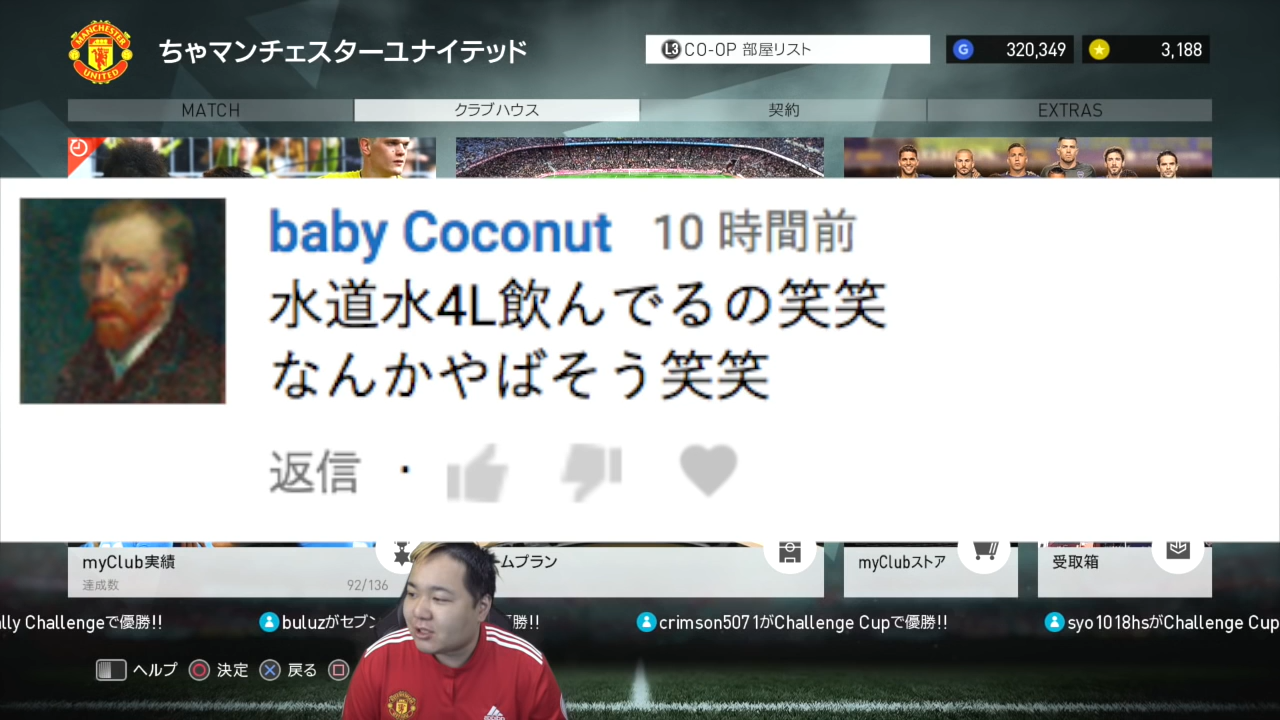 MANCHESTER
UNITED
ちゃマンチェスターユナイテッド
L3 CO-OP 部屋リスト
G 320,349
3,188
MATCH
クラブハウス
契約
EXTRAS
baby Coconut 10 時間前
水道水4L飲んでるの笑笑
なんかやばそう笑笑
返信 ·
myClub実績
達成数 92/136
ームプラン
myClubストア
受取箱
lly Challengeで優勝!!
buluzがセブン
優勝!!
crimson5071がChallenge Cupで優勝!!
syo1018hsがChallenge Cup
ヘルプ 決定 戻る
adidas